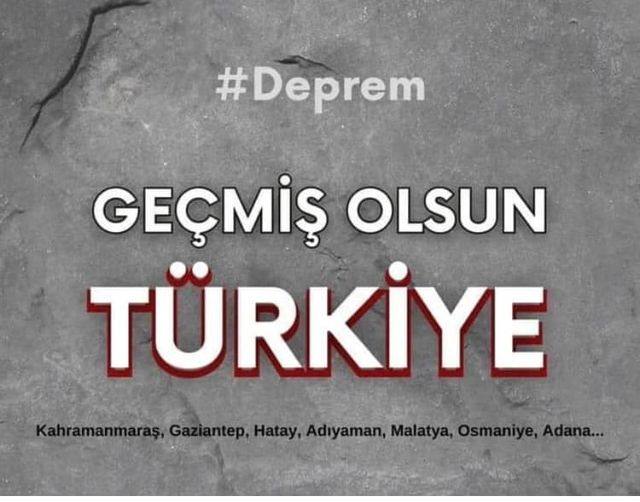 #Deprem
GEÇMİŞ OLSUN
TÜRKİYE
Kahramanmaraş, Gaziantep, Hatay, Adıyaman, Malatya, Osmaniye, Adana...